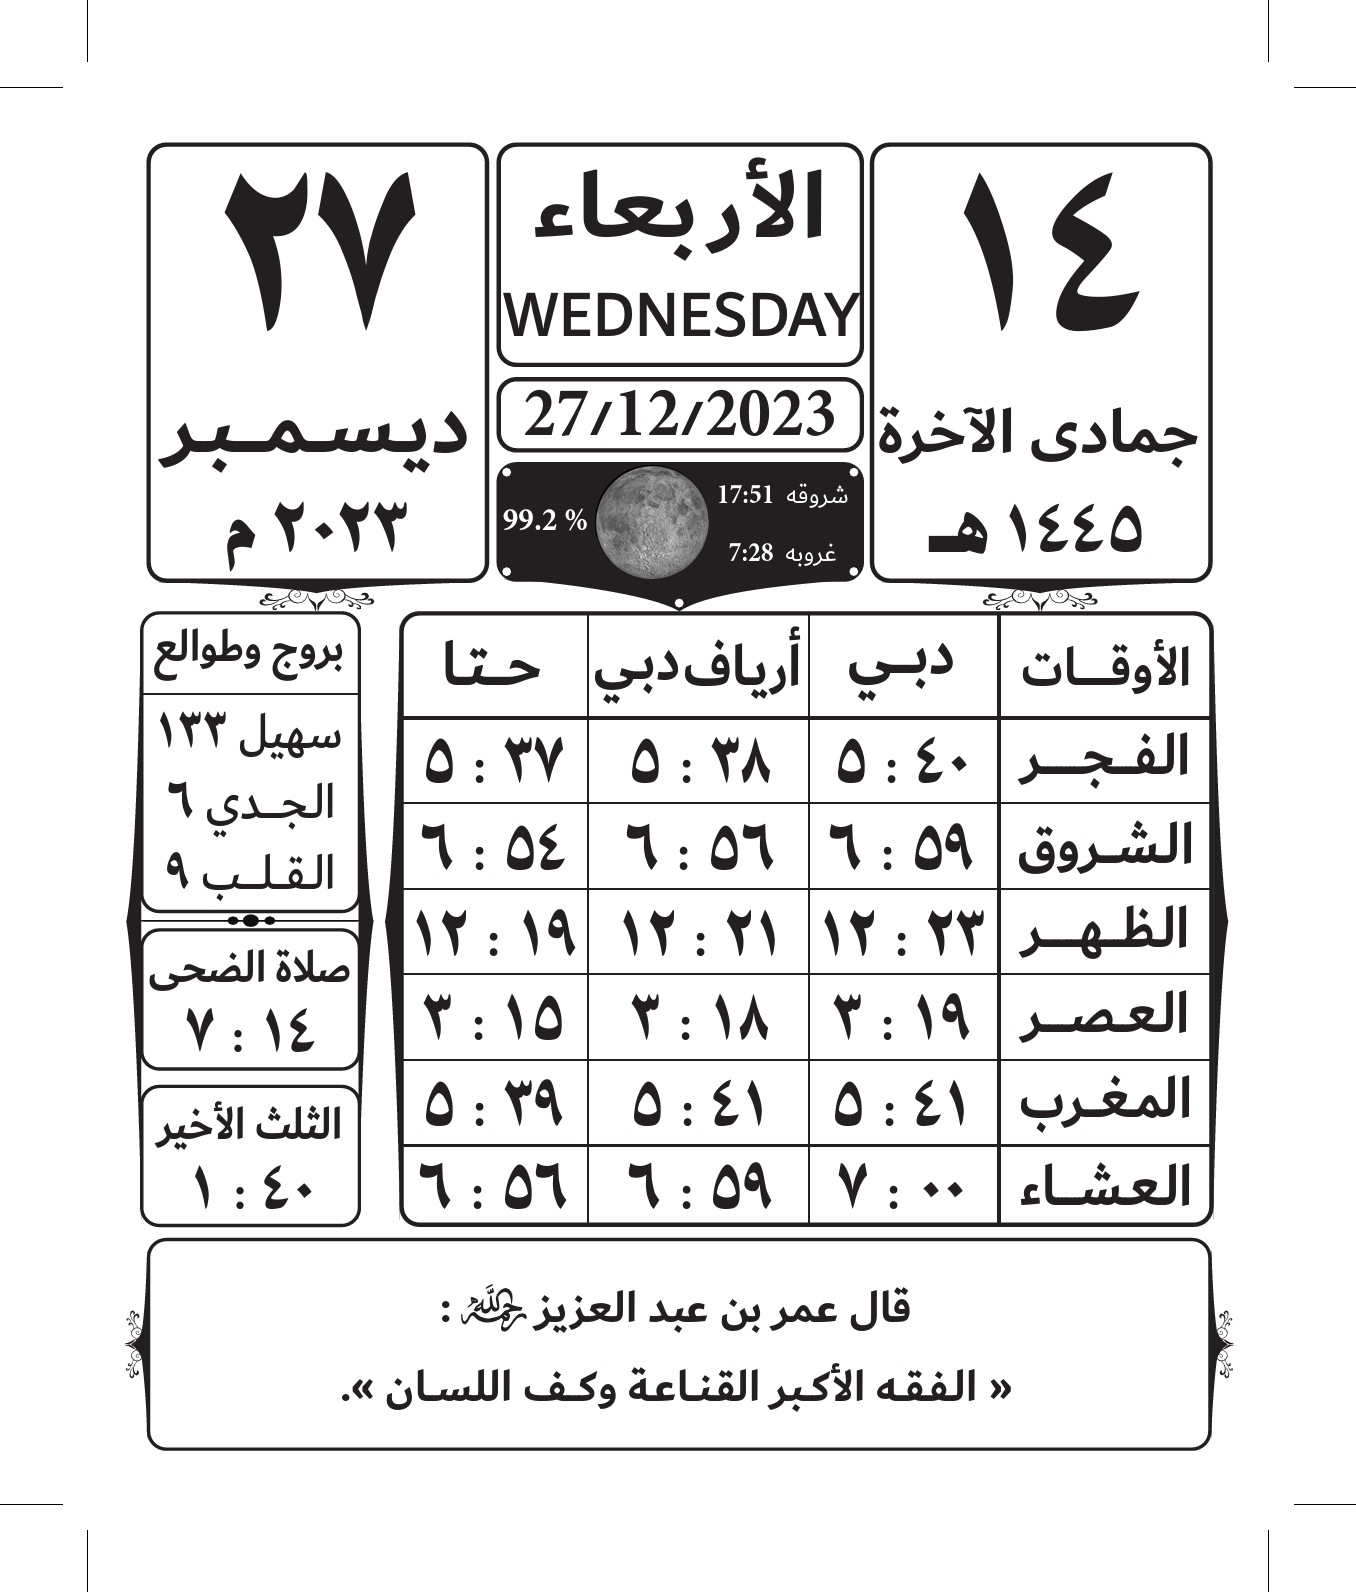 ١٤
جمادى الآخرة
١٤٤٥ هـ
الأربعاء
WEDNESDAY
27/12/2023
شروقه 17:51
غروبه 7:28
99.2 %
٢٧
ديسمبر
٢٠٢٣ م
الأوقات دبي أرياف دبي حتا
الفجر ٥ : ٤٠ ٥ : ٣٨ ٥ : ٣٧
الشروق ٦ : ٥٩ ٦ : ٥٦ ٦ : ٥٤
الظهر ١٢ : ٢٣ ١٢ : ٢١ ١٢ : ١٩
العصر ٣ : ١٩ ٣ : ١٨ ٣ : ١٥
المغرب ٥ : ٤١ ٥ : ٤١ ٥ : ٣٩
العشاء ٧ : ٠٠ ٦ : ٥٩ ٦ : ٥٦
بروج وطوالع
سهيل ١٣٣
الجدي ٦
القلب ٩
صلاة الضحى
٧ : ١٤
الثلث الأخير
١ : ٤٠
قال عمر بن عبد العزيز رحمه الله :
« الفقه الأكبر القناعة وكف اللسان ».